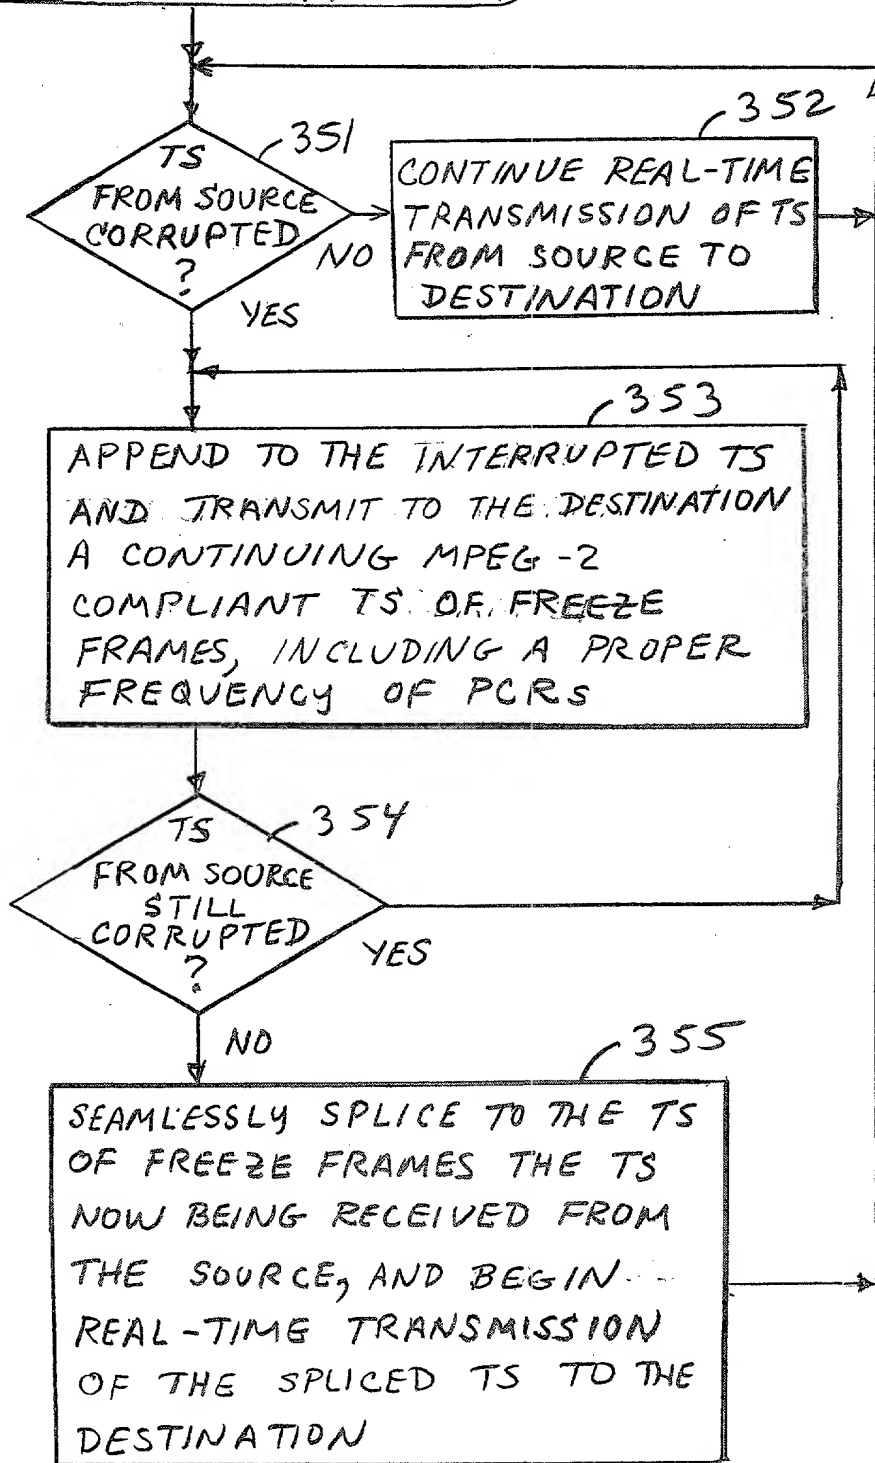 351
TS
FROM SOURCE
CORRUPTED
?
NO
YES
352
CONTINUE REAL-TIME
TRANSMISSION OF TS
FROM SOURCE TO
DESTINATION
353
APPEND TO THE INTERRUPTED TS
AND TRANSMIT TO THE DESTINATION
A CONTINUING MPEG-2
COMPLIANT TS OF FREEZE
FRAMES, INCLUDING A PROPER
FREQUENCY OF PCRs
354
TS
FROM SOURCE
STILL
CORRUPTED
?
YES
NO
355
SEAMLESSLY SPLICE TO THE TS
OF FREEZE FRAMES THE TS
NOW BEING RECEIVED FROM
THE SOURCE, AND BEGIN
REAL-TIME TRANSMISSION
OF THE SPLICED TS TO THE
DESTINATION